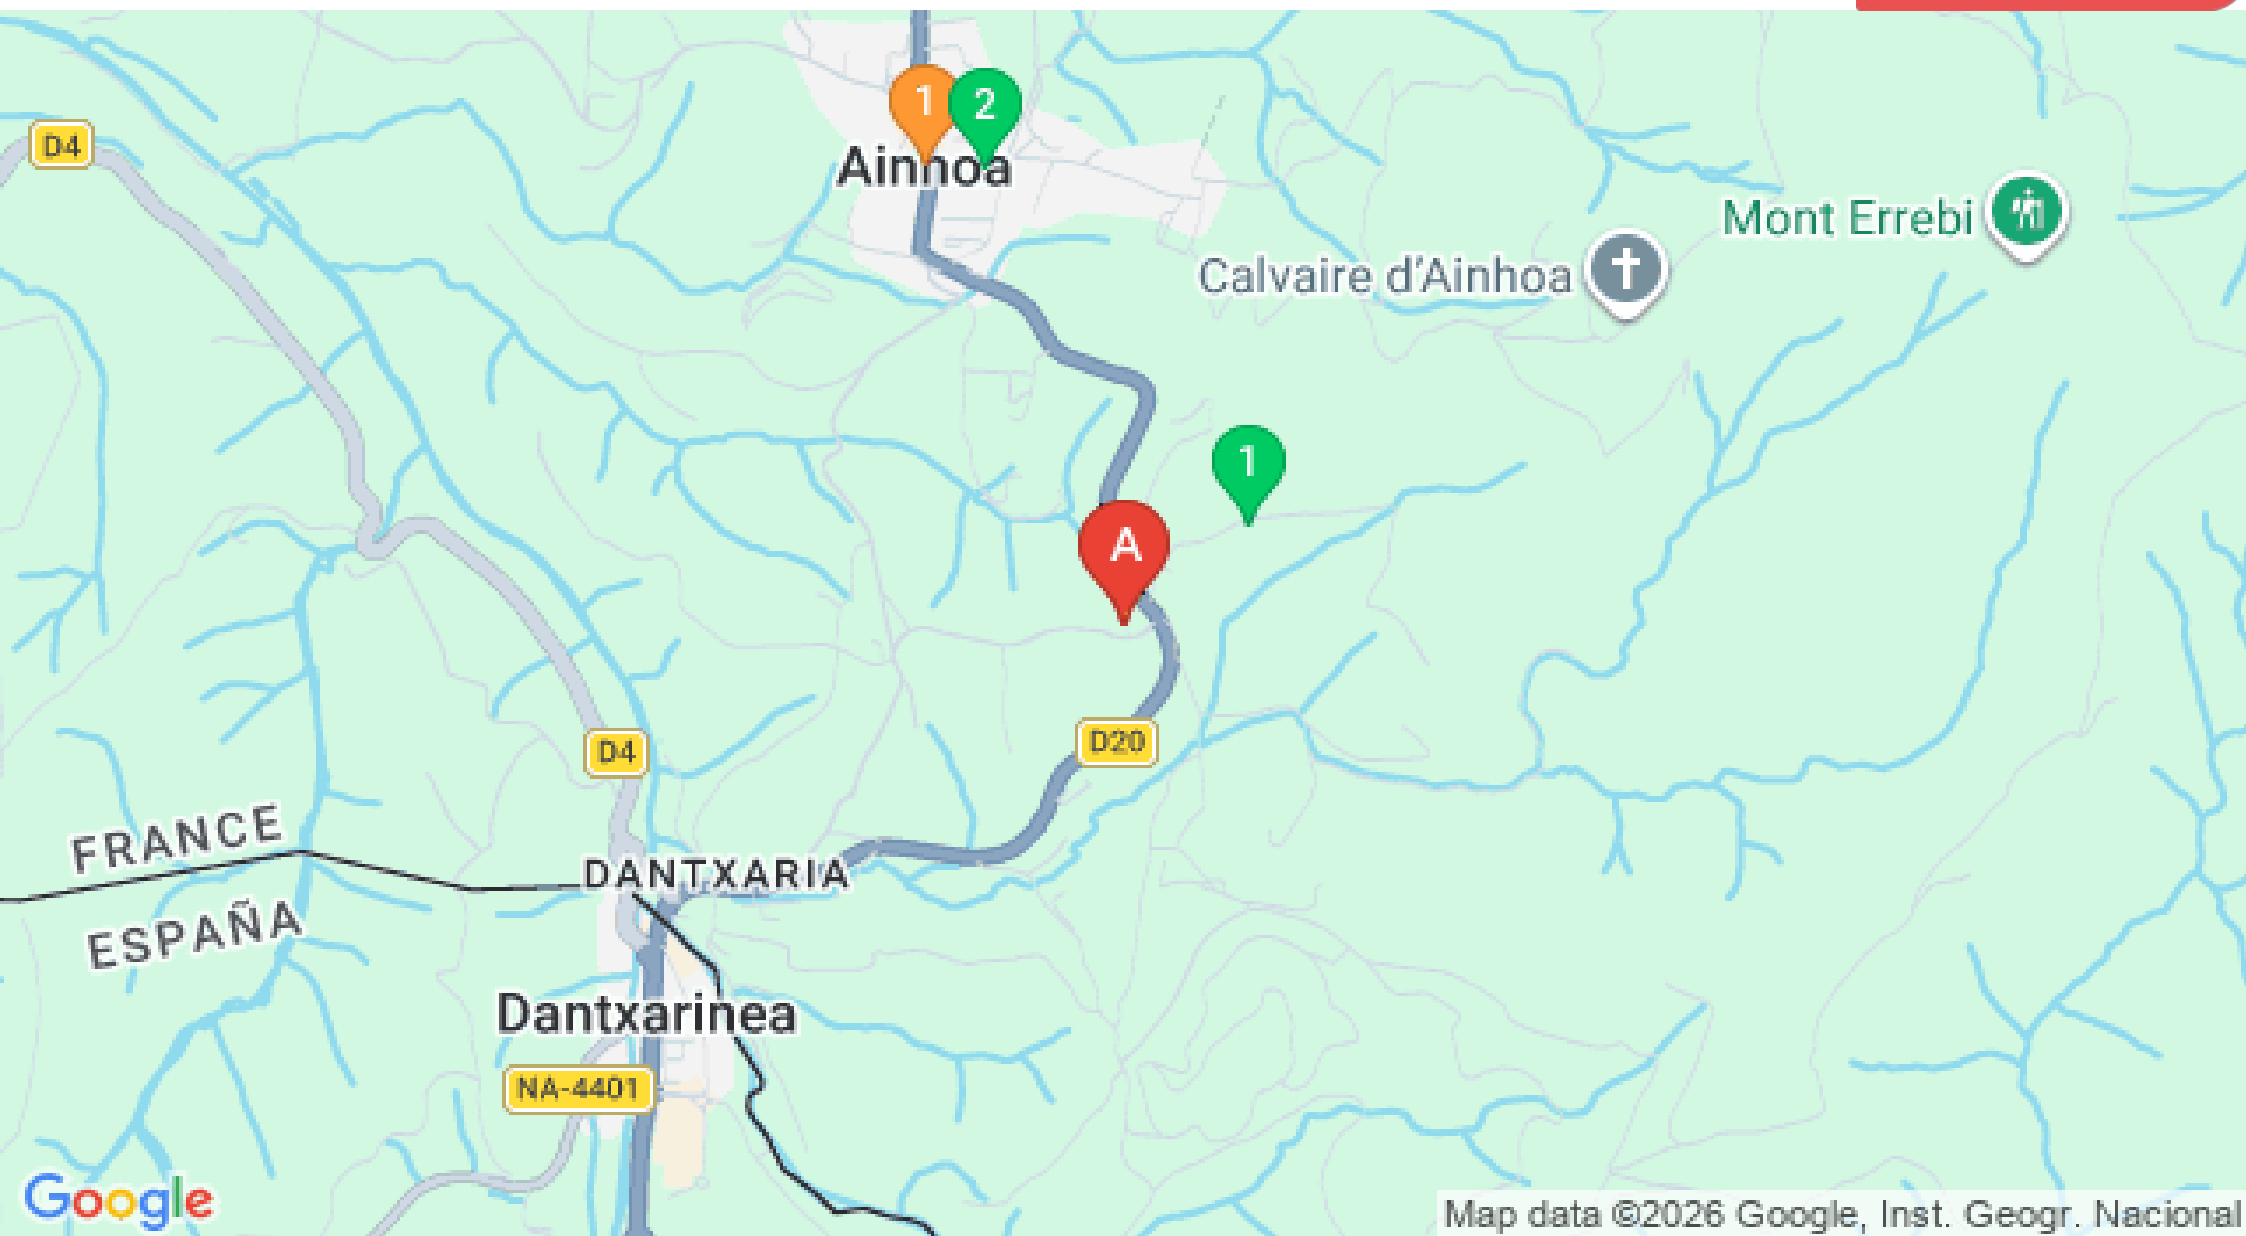 1
2
Ainhoa
D4
Mont Errebi
Calvaire d'Ainhoa
1
A
D4
D20
FRANCE
DANTXARIA
ESPAÑA
Dantxarinea
NA-4401
Google
Map data ©2026 Google, Inst. Geogr. Nacional